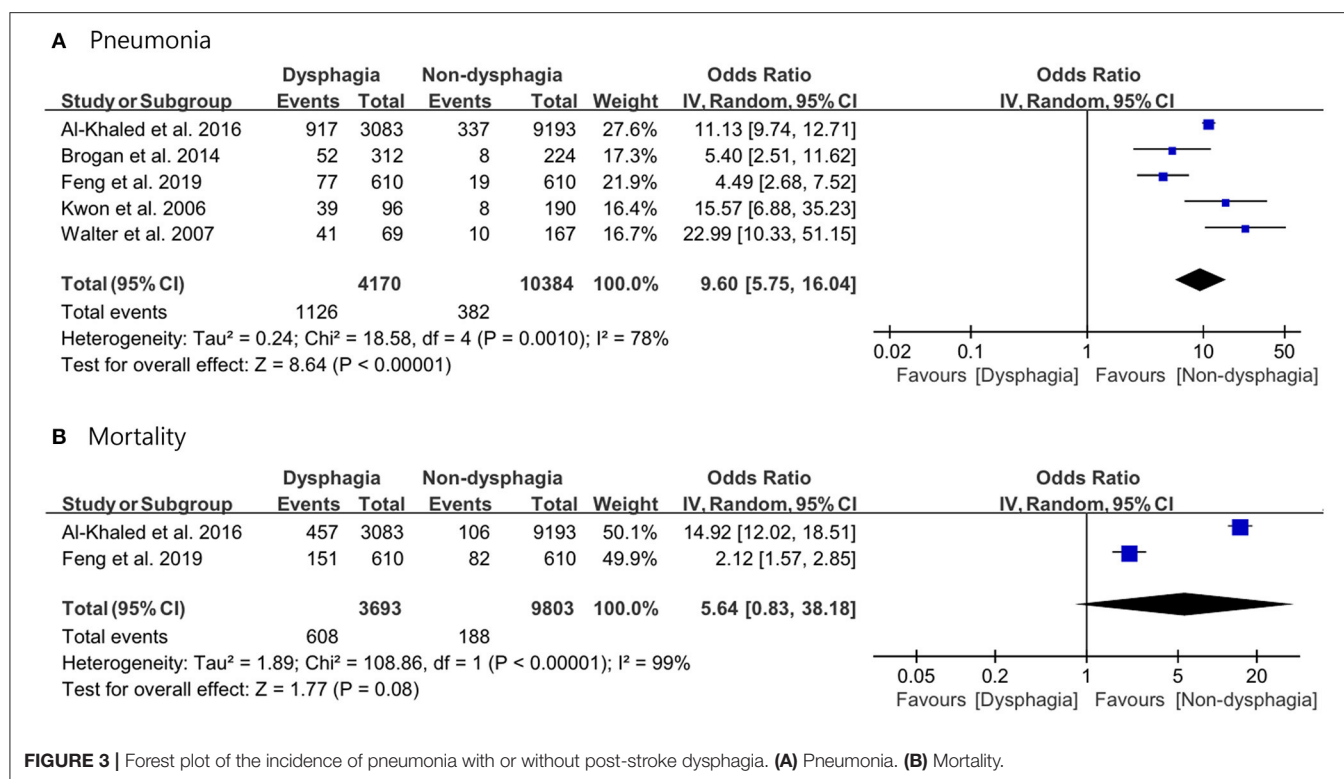 A Pneumonia
Dysphagia Non-dysphagia Odds Ratio Odds Ratio
Study or Subgroup Events Total Events Total Weight IV, Random, 95% CI IV, Random, 95% CI
Al-Khaled et al. 2016 917 3083 337 9193 27.6% 11.13 [9.74, 12.71]
Brogan et al. 2014 52 312 8 224 17.3% 5.40 [2.51, 11.62]
Feng et al. 2019 77 610 19 610 21.9% 4.49 [2.68, 7.52]
Kwon et al. 2006 39 96 8 190 16.4% 15.57 [6.88, 35.23]
Walter et al. 2007 41 69 10 167 16.7% 22.99 [10.33, 51.15]
Total (95% CI) 4170 10384 100.0% 9.60 [5.75, 16.04]
Total events 1126 382
Heterogeneity: Tau² = 0.24; Chi² = 18.58, df = 4 (P = 0.0010); I² = 78%
Test for overall effect: Z = 8.64 (P < 0.00001)
0.02 0.1 1 10 50
Favours [Dysphagia] Favours [Non-dysphagia]
B Mortality
Dysphagia Non-dysphagia Odds Ratio Odds Ratio
Study or Subgroup Events Total Events Total Weight IV, Random, 95% CI IV, Random, 95% CI
Al-Khaled et al. 2016 457 3083 106 9193 50.1% 14.92 [12.02, 18.51]
Feng et al. 2019 151 610 82 610 49.9% 2.12 [1.57, 2.85]
Total (95% CI) 3693 9803 100.0% 5.64 [0.83, 38.18]
Total events 608 188
Heterogeneity: Tau² = 1.89; Chi² = 108.86, df = 1 (P < 0.00001); I² = 99%
Test for overall effect: Z = 1.77 (P = 0.08)
0.05 0.2 1 5 20
Favours [Dysphagia] Favours [Non-dysphagia]
FIGURE 3 | Forest plot of the incidence of pneumonia with or without post-stroke dysphagia. (A) Pneumonia. (B) Mortality.